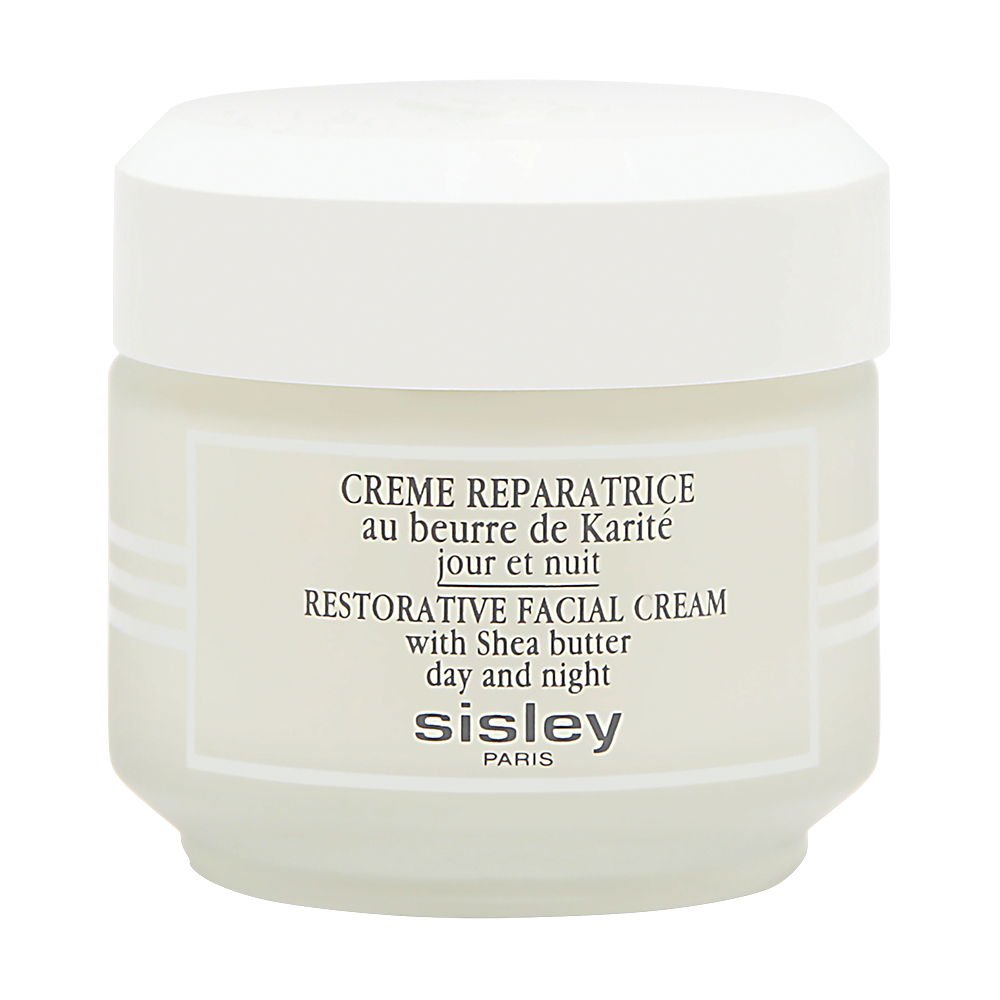 CREME REPARATRICE
au beurre de Karité
jour et nuit
RESTORATIVE FACIAL CREAM
with Shea butter
day and night
sisley
PARIS